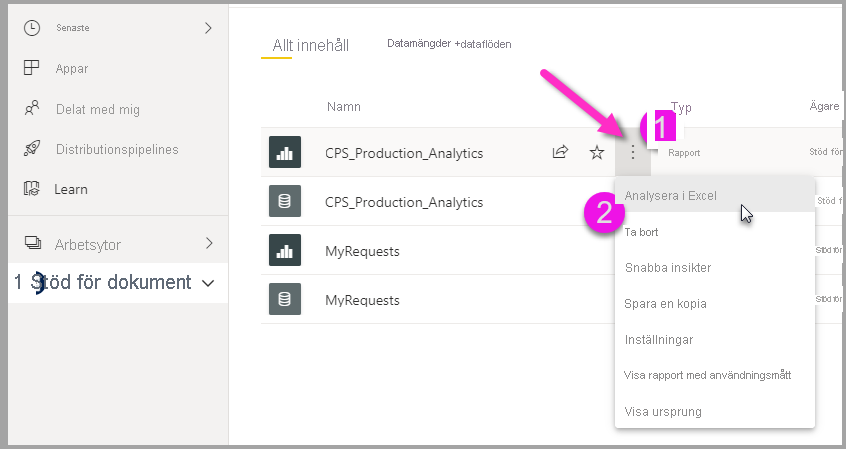 Senaste
Appar
Delat med mig
Distributionspipelines
Learn
Arbetsytor
1 Stöd för dokument
Allt innehåll
Datamängder +dataflöden
Namn
Typ
Ägare
1
CPS_Production_Analytics
Rapport
Stöd för
CPS_Production_Analytics
Stöd f
MyRequests
Stöd för
MyRequests
Stöd för
2
Analysera i Excel
Ta bort
Snabba insikter
Spara en kopia
Inställningar
Visa rapport med användningsmått
Visa ursprung